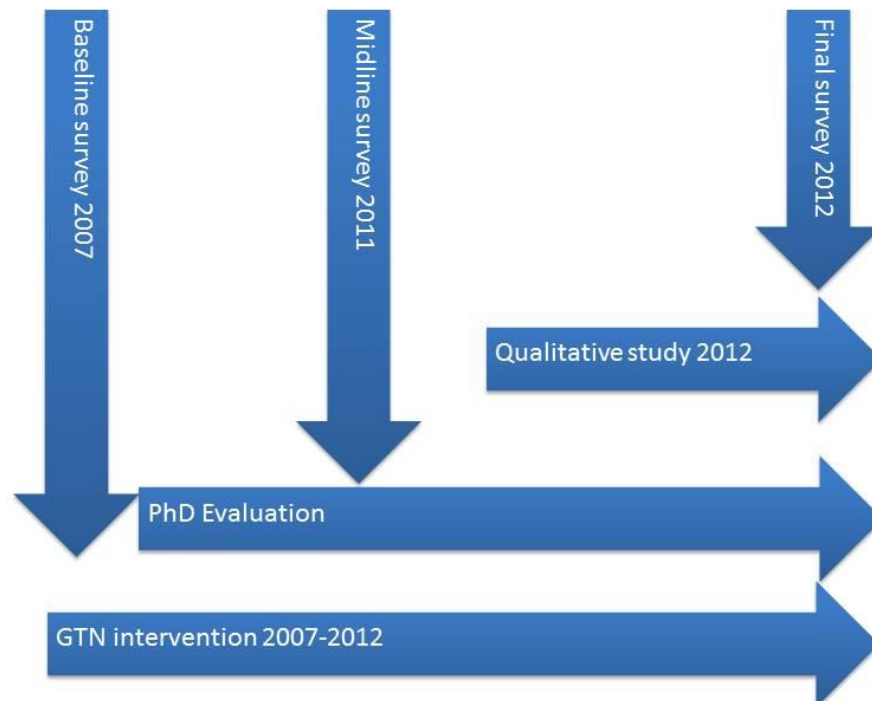 Baseline survey 2007
Midline survey 2011
Final survey 2012
Qualitative study 2012
PhD Evaluation
GTN intervention 2007-2012